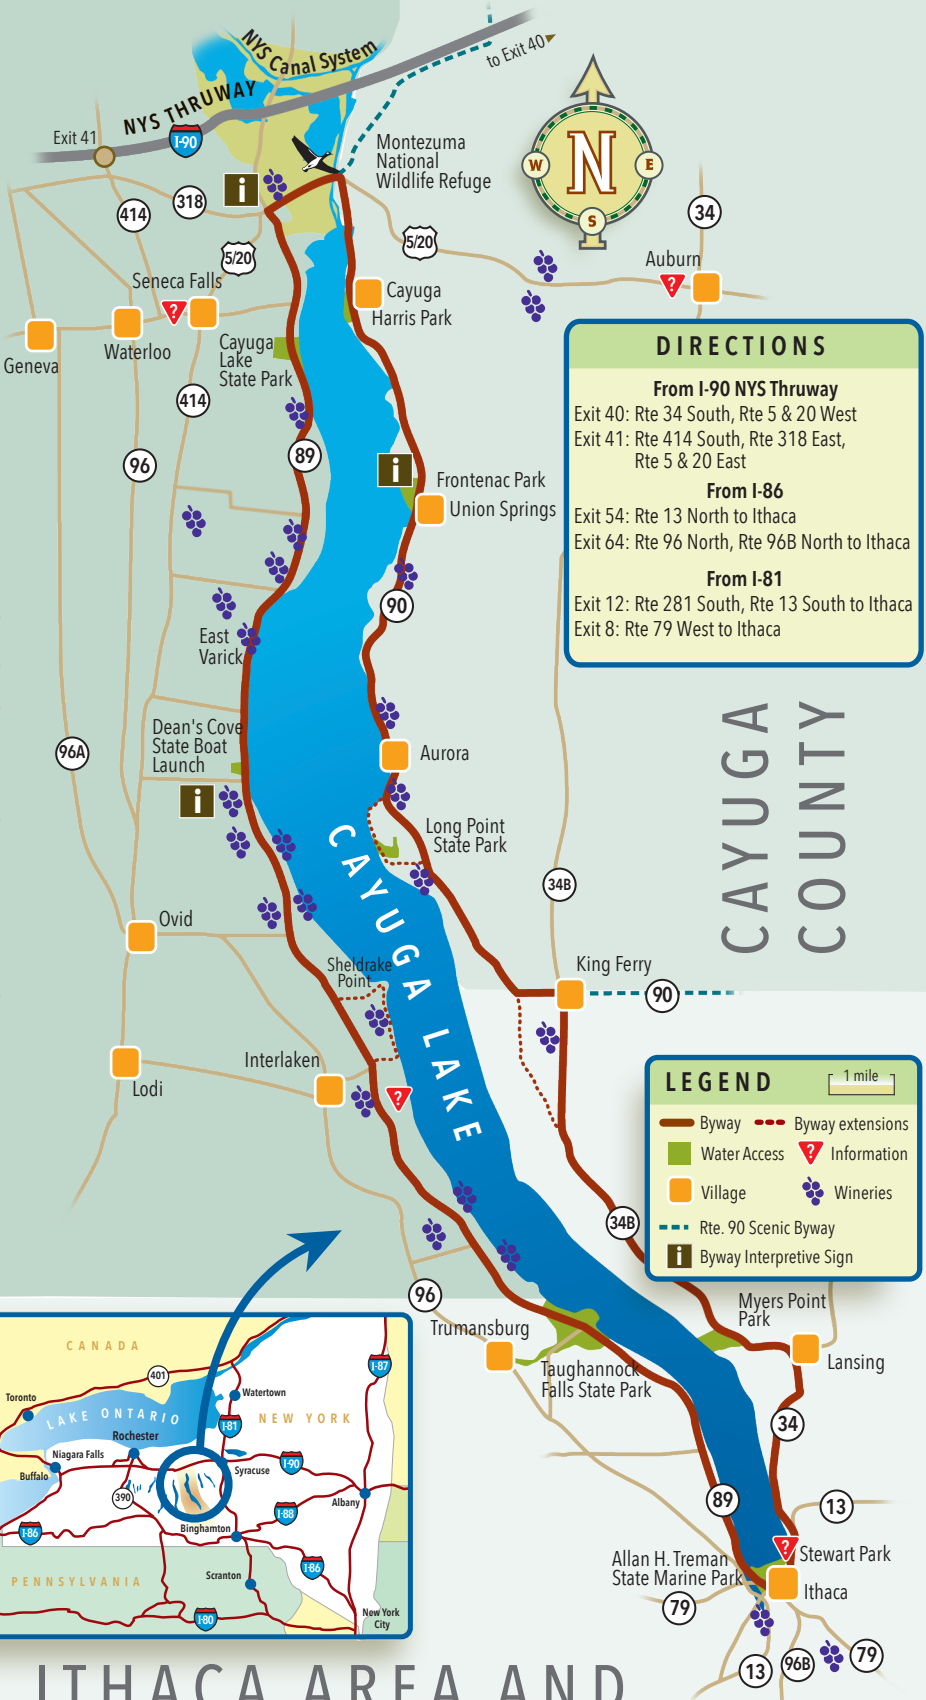 NYS Canal System
to Exit 40
NYS THRUWAY
Exit 41
I-90
Montezuma
National
Wildlife Refuge
N
W
E
S
i
318
414
34
5/20
5/20
Auburn
?
Seneca Falls
?
Cayuga
Harris Park
Geneva
Waterloo
Cayuga
Lake
State Park
DIRECTIONS
From I-90 NYS Thruway
Exit 40: Rte 34 South, Rte 5 & 20 West
Exit 41: Rte 414 South, Rte 318 East,
Rte 5 & 20 East
From I-86
Exit 54: Rte 13 North to Ithaca
Exit 64: Rte 96 North, Rte 96B North to Ithaca
From I-81
Exit 12: Rte 281 South, Rte 13 South to Ithaca
Exit 8: Rte 79 West to Ithaca
414
96
89
i
Frontenac Park
Union Springs
90
East
Varick
CAYUGA
COUNTY
96A
Dean's Cove
State Boat
Launch
i
Aurora
Long Point
State Park
CAYUGA LAKE
34B
Ovid
Sheldrake
Point
King Ferry
90
Interlaken
Lodi
?
LEGEND
1 mile
Byway
Byway extensions
Water Access
? Information
Village
Wineries
Rte. 90 Scenic Byway
i Byway Interpretive Sign
34B
96
Trumansburg
Myers Point
Park
Lansing
Taughannock
Falls State Park
34
89
13
?
Stewart Park
Allan H. Treman
State Marine Park
Ithaca
79
13
96B
79
CANADA
401
I-87
Toronto
LAKE ONTARIO
Watertown
I-81
NEW YORK
Rochester
Niagara Falls
Buffalo
Syracuse
I-90
390
Albany
I-88
Binghamton
I-86
I-86
Scranton
PENNSYLVANIA
I-80
New York
City
ITHACA AREA AND